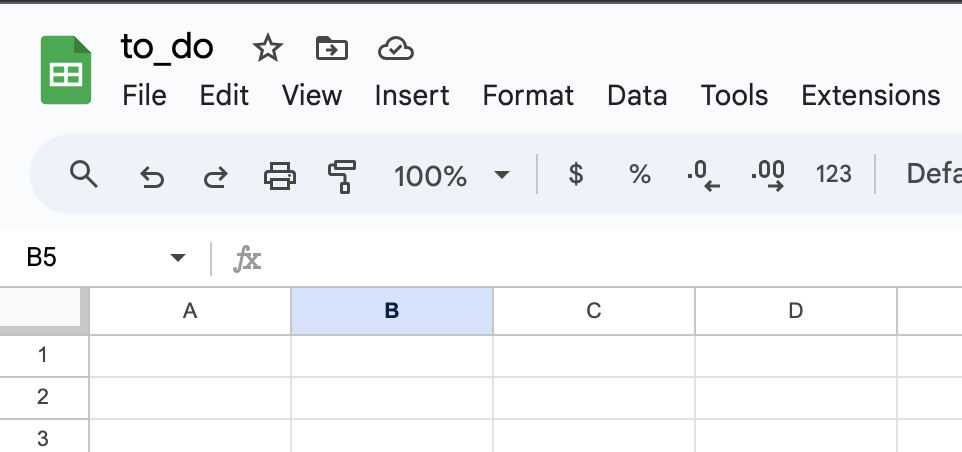 to_do
File Edit View Insert Format Data Tools Extensions
100% $ % .0 .00 123 Defa
B5 fx
A B C D
1
2
3